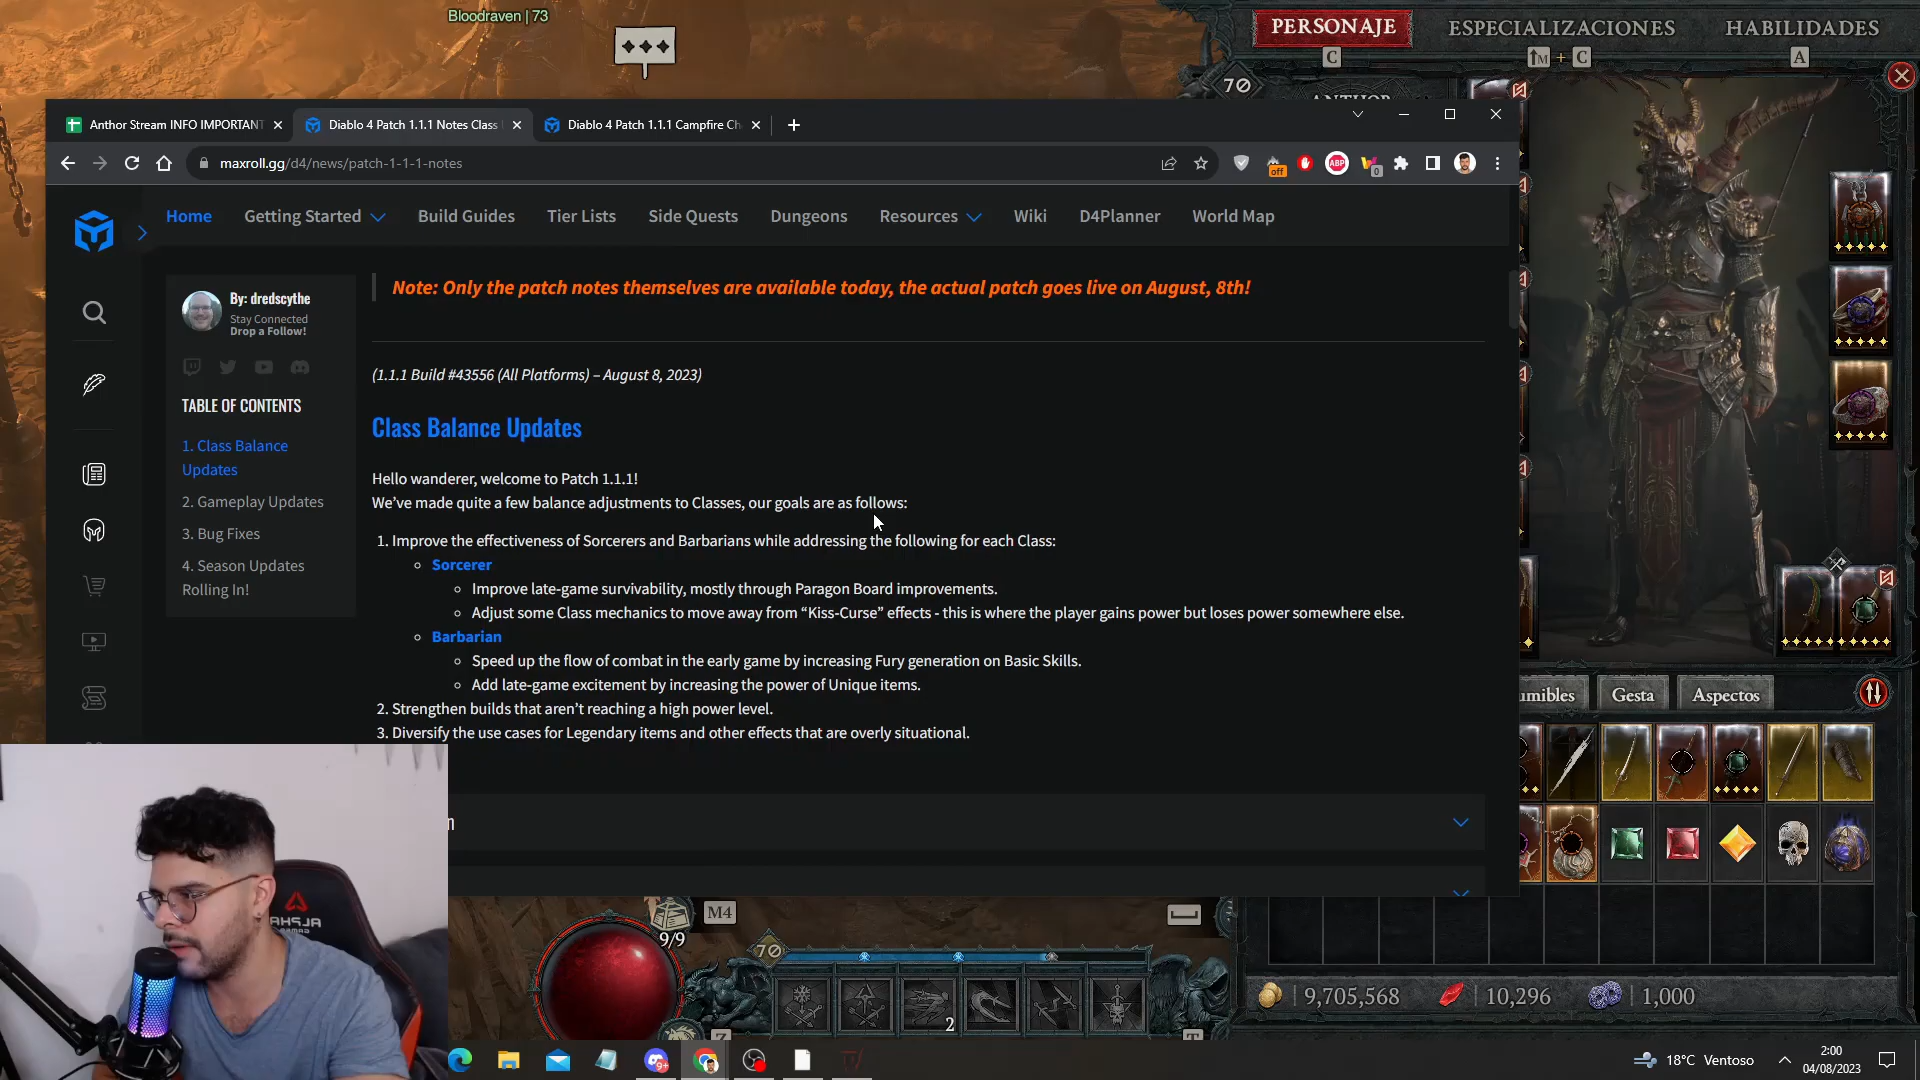 Bloodraven | 73
PERSONAJE
ESPECIALIZACIONES
HABILIDADES
C
M + C
A
70
Anthor Stream INFO IMPORTANT
Diablo 4 Patch 1.1.1 Notes Class
Diablo 4 Patch 1.1.1 Campfire Ch
maxroll.gg/d4/news/patch-1-1-1-notes
off
ABP
0
Home
Getting Started
Build Guides
Tier Lists
Side Quests
Dungeons
Resources
Wiki
D4Planner
World Map
By: dredscythe
Stay Connected
Drop a Follow!
TABLE OF CONTENTS
1. Class Balance
Updates
2. Gameplay Updates
3. Bug Fixes
4. Season Updates
Rolling In!
Note: Only the patch notes themselves are available today, the actual patch goes live on August, 8th!
(1.1.1 Build #43556 (All Platforms) – August 8, 2023)
Class Balance Updates
Hello wanderer, welcome to Patch 1.1.1!
We’ve made quite a few balance adjustments to Classes, our goals are as follows:
1. Improve the effectiveness of Sorcerers and Barbarians while addressing the following for each Class:
Sorcerer
Improve late-game survivability, mostly through Paragon Board improvements.
Adjust some Class mechanics to move away from “Kiss-Curse” effects - this is where the player gains power but loses power somewhere else.
Barbarian
Speed up the flow of combat in the early game by increasing Fury generation on Basic Skills.
Add late-game excitement by increasing the power of Unique items.
2. Strengthen builds that aren’t reaching a high power level.
3. Diversify the use cases for Legendary items and other effects that are overly situational.
n
umibles
Gesta
Aspectos
M4
9/9
70
2
Z
T
9,705,568
10,296
1,000
9+
18°C Ventoso
2:00
04/08/2023